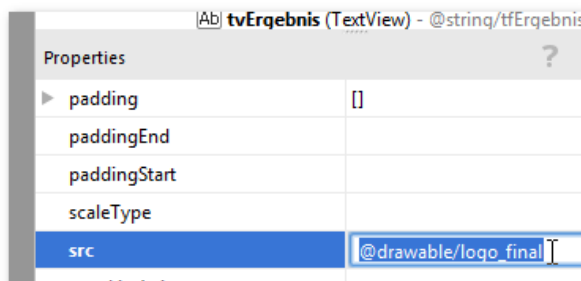 Ab tvErgebnis (TextView) - @string/tfErgebnis
Properties ?
padding []
paddingEnd
paddingStart
scaleType
src @drawable/logo_final